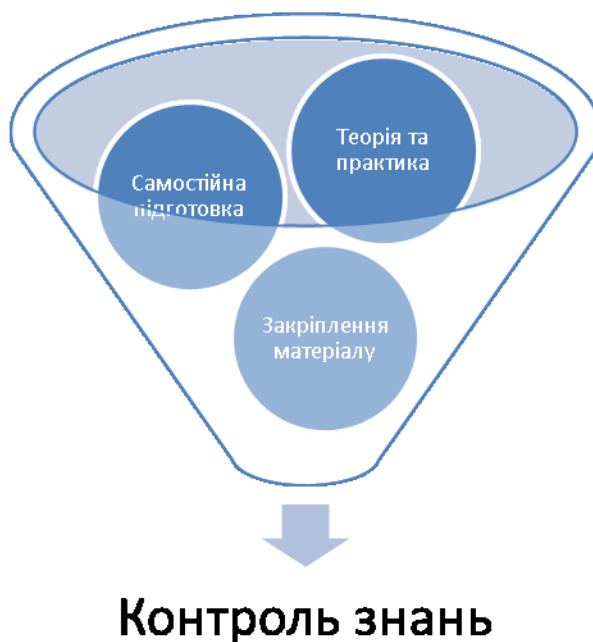 Теорія та
практика
Самостійна
підготовка
Закріплення
матеріалу
Контроль знань